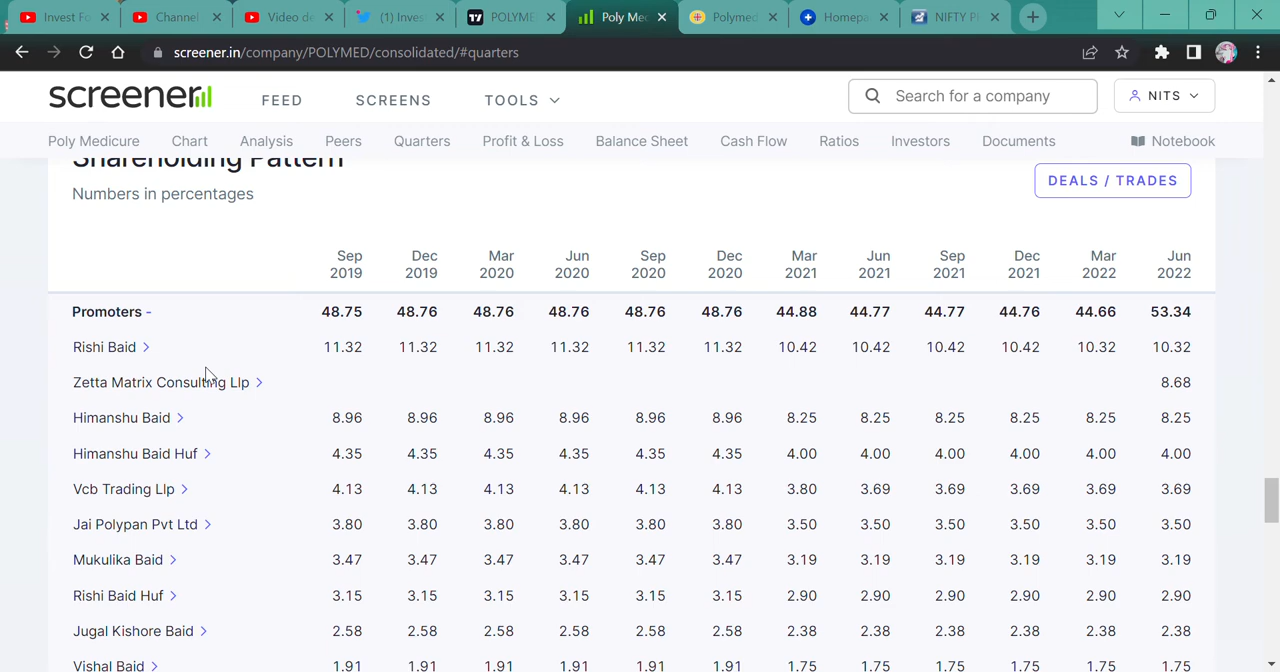 Invest Fo
Channel
Video de
(1) Inves
POLYME
Poly Me
Polymed
Homepa
NIFTY P
screener.in/company/POLYMED/consolidated/#quarters
screener
FEED
SCREENS
TOOLS
Search for a company
NITS
Poly Medicure
Chart
Analysis
Peers
Quarters
Profit & Loss
Balance Sheet
Cash Flow
Ratios
Investors
Documents
Notebook
Shareholding Pattern
Numbers in percentages
DEALS / TRADES
Sep 2019 Dec 2019 Mar 2020 Jun 2020 Sep 2020 Dec 2020 Mar 2021 Jun 2021 Sep 2021 Dec 2021 Mar 2022 Jun 2022
Promoters - 48.75 48.76 48.76 48.76 48.76 48.76 44.88 44.77 44.77 44.76 44.66 53.34
Rishi Baid 11.32 11.32 11.32 11.32 11.32 11.32 10.42 10.42 10.42 10.42 10.32 10.32
Zetta Matrix Consulting Llp 8.68
Himanshu Baid 8.96 8.96 8.96 8.96 8.96 8.96 8.25 8.25 8.25 8.25 8.25 8.25
Himanshu Baid Huf 4.35 4.35 4.35 4.35 4.35 4.35 4.00 4.00 4.00 4.00 4.00 4.00
Vcb Trading Llp 4.13 4.13 4.13 4.13 4.13 4.13 3.80 3.69 3.69 3.69 3.69 3.69
Jai Polypan Pvt Ltd 3.80 3.80 3.80 3.80 3.80 3.80 3.50 3.50 3.50 3.50 3.50 3.50
Mukulika Baid 3.47 3.47 3.47 3.47 3.47 3.47 3.19 3.19 3.19 3.19 3.19 3.19
Rishi Baid Huf 3.15 3.15 3.15 3.15 3.15 3.15 2.90 2.90 2.90 2.90 2.90 2.90
Jugal Kishore Baid 2.58 2.58 2.58 2.58 2.58 2.58 2.38 2.38 2.38 2.38 2.38 2.38
Vishal Baid 1.91 1.91 1.91 1.91 1.91 1.91 1.75 1.75 1.75 1.75 1.75 1.75